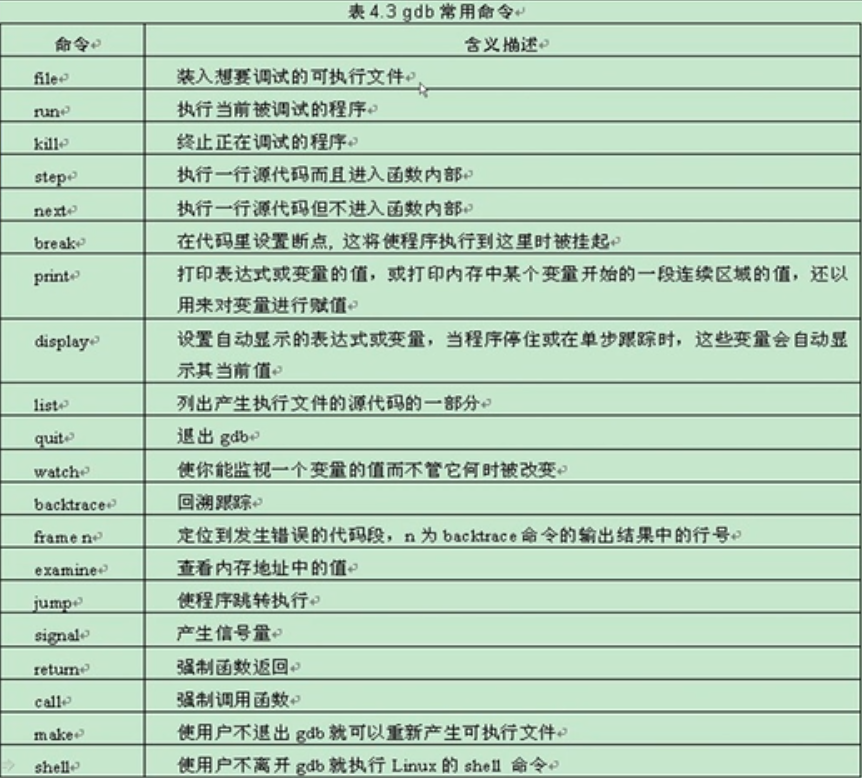 表 4.3 gdb 常用命令
命令 含义描述
file 装入想要调试的可执行文件
run 执行当前被调试的程序
kill 终止正在调试的程序
step 执行一行源代码而且进入函数内部
next 执行一行源代码但不进入函数内部
break 在代码里设置断点, 这将使程序执行到这里时被挂起
print 打印表达式或变量的值，或打印内存中某个变量开始的一段连续区域的值，还以
用来对变量进行赋值
display 设置自动显示的表达式或变量，当程序停住或在单步跟踪时，这些变量会自动显
示其当前值
list 列出产生执行文件的源代码的一部分
quit 退出 gdb
watch 使你能监视一个变量的值而不管它何时被改变
backtrace 回溯跟踪
frame n 定位到发生错误的代码段，n 为 backtrace 命令的输出结果中的行号
examine 查看内存地址中的值
jump 使程序跳转执行
signal 产生信号量
return 强制函数返回
call 强制调用函数
make 使用户不退出 gdb 就可以重新产生可执行文件
shell 使用户不离开 gdb 就执行 Linux 的 shell 命令